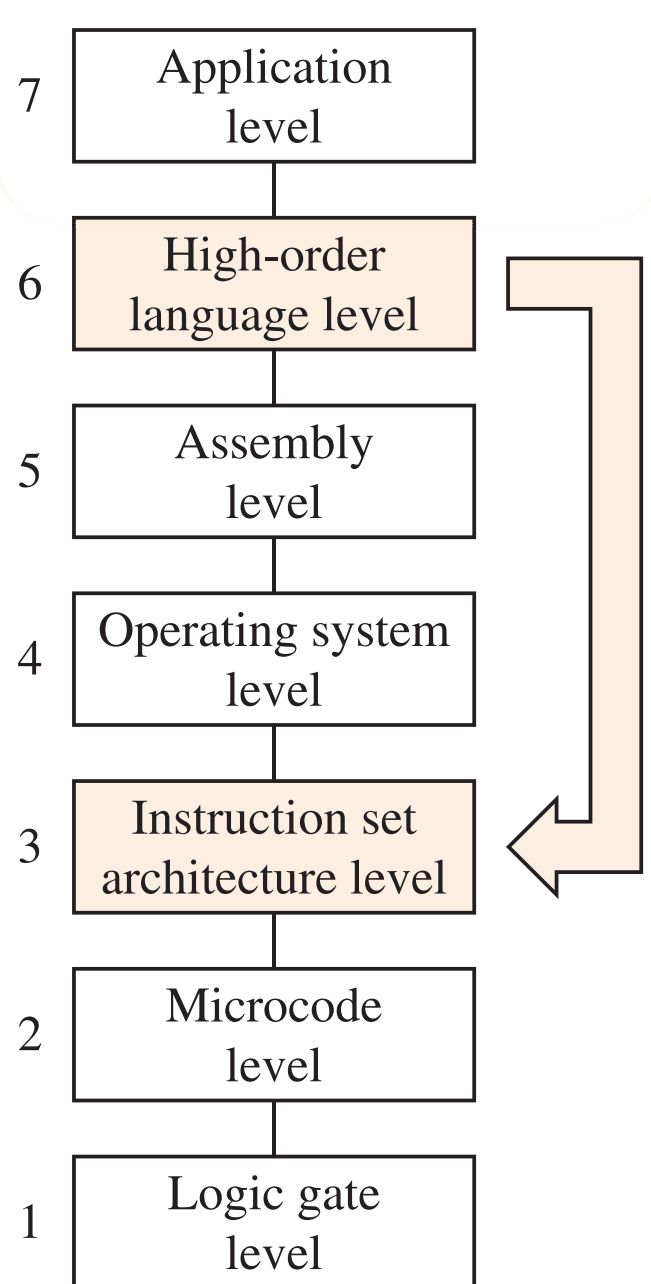 7
Application
level
6
High-order
language level
5
Assembly
level
4
Operating system
level
3
Instruction set
architecture level
2
Microcode
level
1
Logic gate
level